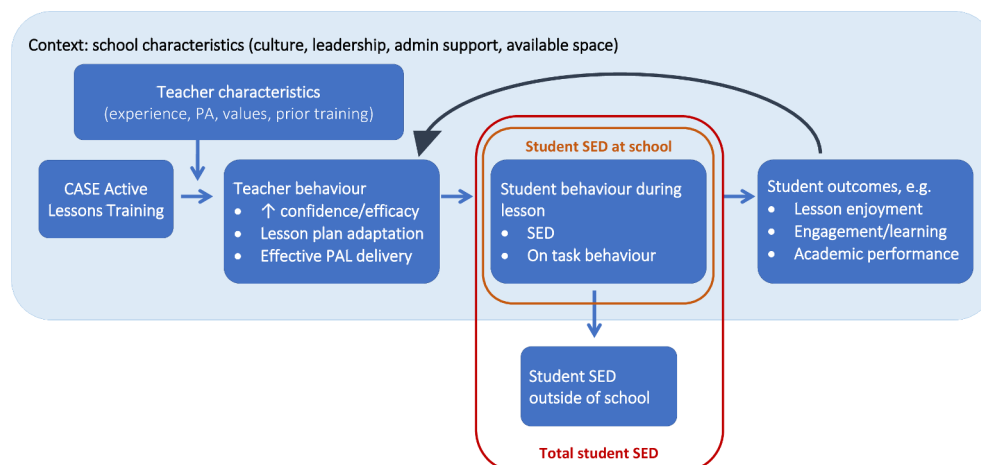 Context: school characteristics (culture, leadership, admin support, available space)
Teacher characteristics
(experience, PA, values, prior training)
CASE Active
Lessons Training
Teacher behaviour
• ↑ confidence/efficacy
• Lesson plan adaptation
• Effective PAL delivery
Student SED at school
Student behaviour during
lesson
• SED
• On task behaviour
Student outcomes, e.g.
• Lesson enjoyment
• Engagement/learning
• Academic performance
Student SED
outside of school
Total student SED